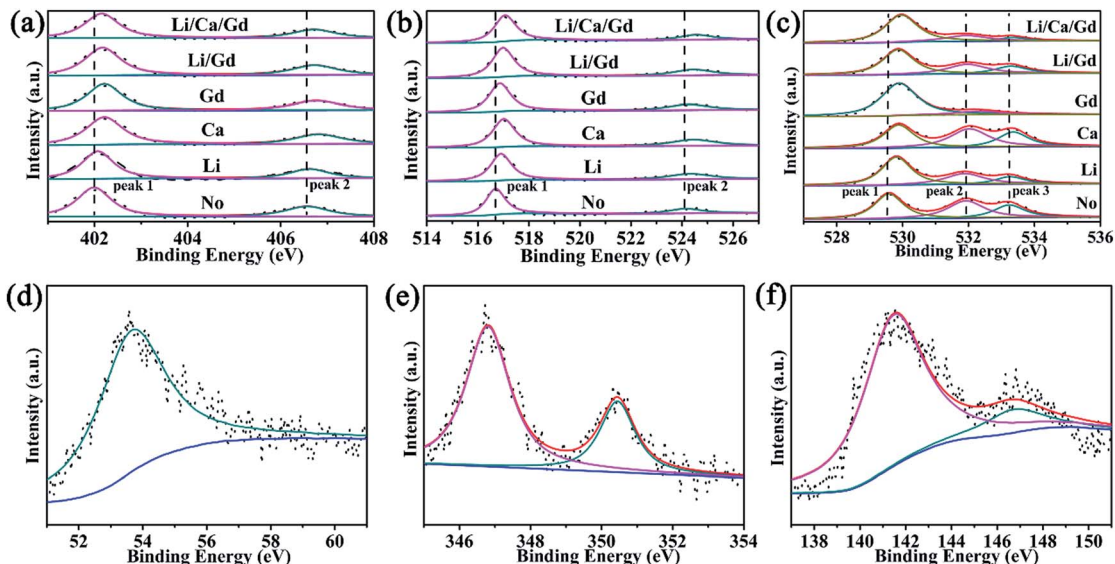 (a)
Li/Ca/Gd
Li/Gd
Gd
Ca
Li
peak 1
peak 2
No
402 404 406 408
Binding Energy (eV)
Intensity (a.u.)
(b)
Li/Ca/Gd
Li/Gd
Gd
Ca
Li
peak 1
peak 2
No
514 516 518 520 522 524 526
Binding Energy (eV)
Intensity (a.u.)
(c)
Li/Ca/Gd
Li/Gd
Gd
Ca
Li
peak 1 peak 2 peak 3
No
528 530 532 534 536
Binding Energy (eV)
Intensity (a.u.)
(d)
52 54 56 58 60
Binding Energy (eV)
Intensity (a.u.)
(e)
346 348 350 352 354
Binding Energy (eV)
Intensity (a.u.)
(f)
138 140 142 144 146 148 150
Binding Energy (eV)
Intensity (a.u.)